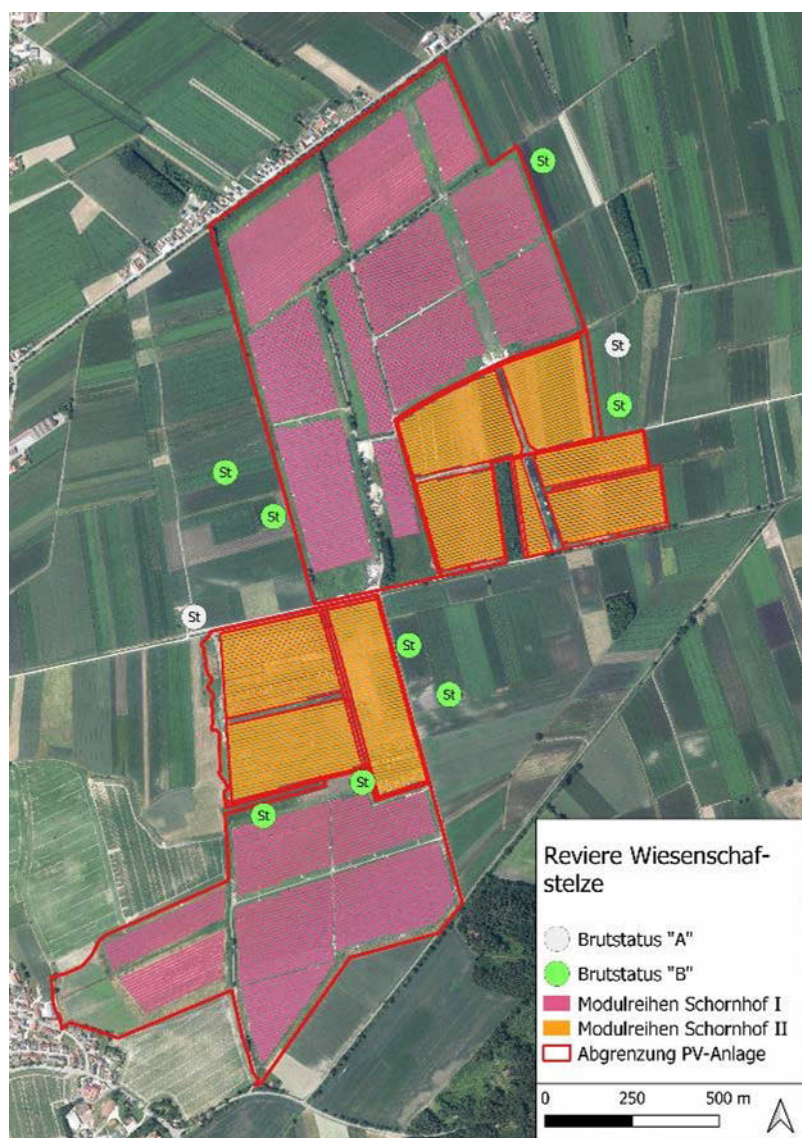 St
St
St
St
St
St
St
St
St
St
Reviere Wiesenschaf-
stelze
Brutstatus "A"
Brutstatus "B"
Modulreihen Schornhof I
Modulreihen Schornhof II
Abgrenzung PV-Anlage
0 250 500 m